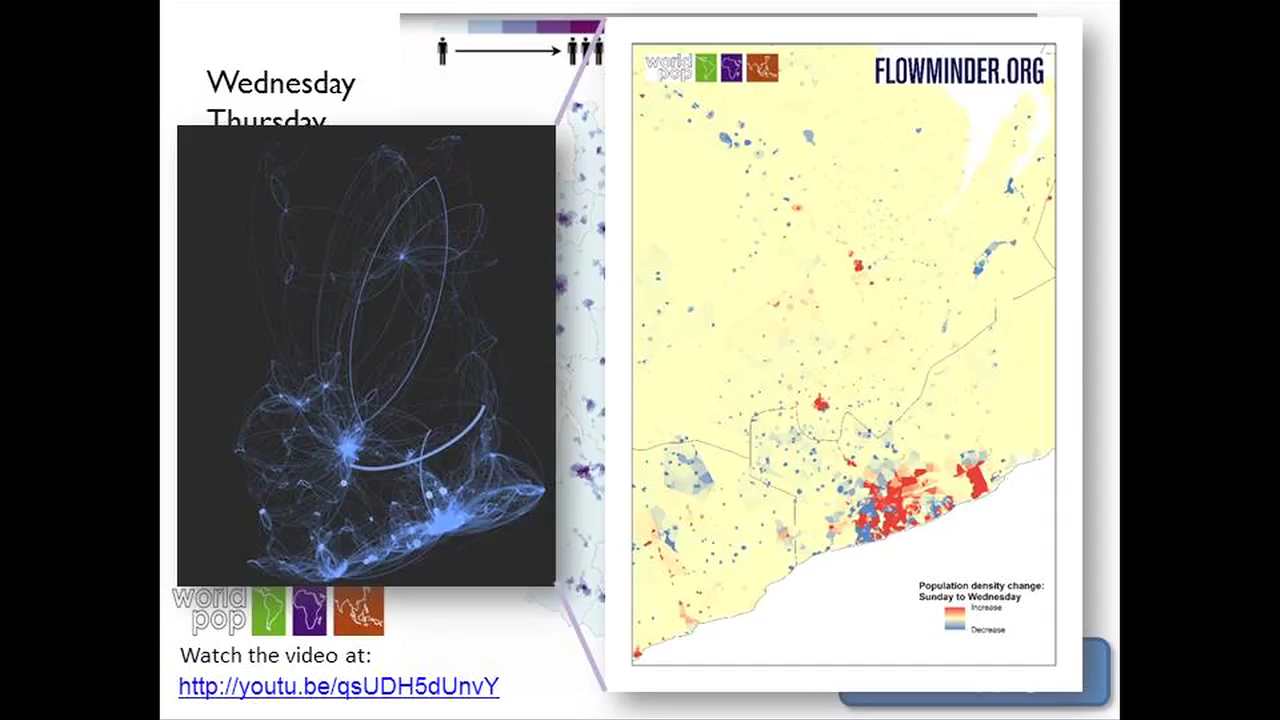 Wednesday
Thursday
world
pop
FLOWMINDER.ORG
Population density change:
Sunday to Wednesday
Increase
Decrease
world
pop
Watch the video at:
http://youtu.be/qsUDH5dUnvY